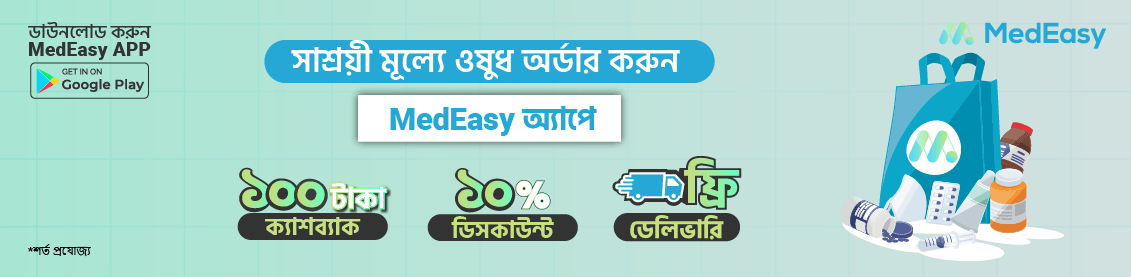 ডাউনলোড করুন
MedEasy APP
GET IN ON
Google Play
MedEasy
সাশ্রয়ী মূল্যে ওষুধ অর্ডার করুন
MedEasy অ্যাপে
১০০ টাকা
ক্যাশব্যাক
১০%
ডিসকাউন্ট
ফ্রি
ডেলিভারি
*শর্ত প্রযোজ্য